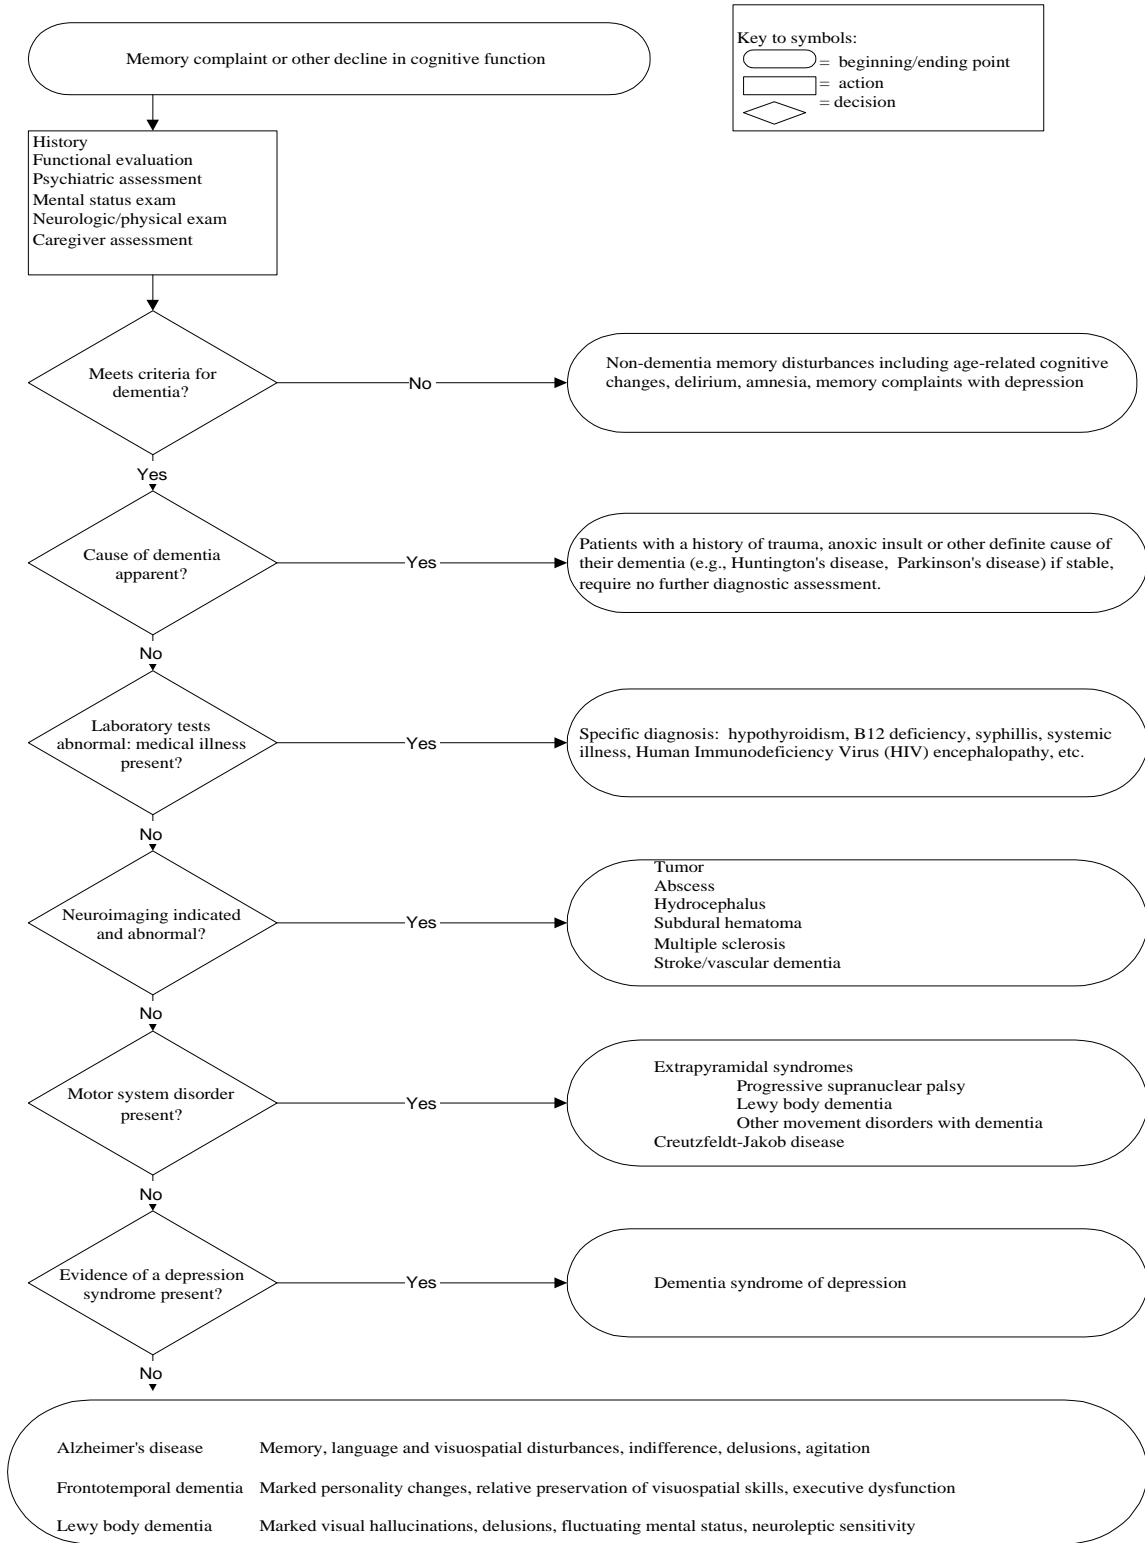 Memory complaint or other decline in cognitive function
Key to symbols:
= beginning/ending point
= action
= decision
History
Functional evaluation
Psychiatric assessment
Mental status exam
Neurologic/physical exam
Caregiver assessment
Meets criteria for
dementia?
No
Non-dementia memory disturbances including age-related cognitive
changes, delirium, amnesia, memory complaints with depression
Yes
Cause of dementia
apparent?
Yes
Patients with a history of trauma, anoxic insult or other definite cause of
their dementia (e.g., Huntington's disease, Parkinson's disease) if stable,
require no further diagnostic assessment.
No
Laboratory tests
abnormal: medical illness
present?
Yes
Specific diagnosis: hypothyroidism, B12 deficiency, syphillis, systemic
illness, Human Immunodeficiency Virus (HIV) encephalopathy, etc.
No
Neuroimaging indicated
and abnormal?
Yes
Tumor
Abscess
Hydrocephalus
Subdural hematoma
Multiple sclerosis
Stroke/vascular dementia
No
Motor system disorder
present?
Yes
Extrapyramidal syndromes
Progressive supranuclear palsy
Lewy body dementia
Other movement disorders with dementia
Creutzfeldt-Jakob disease
No
Evidence of a depression
syndrome present?
Yes
Dementia syndrome of depression
No
Alzheimer's disease Memory, language and visuospatial disturbances, indifference, delusions, agitation
Frontotemporal dementia Marked personality changes, relative preservation of visuospatial skills, executive dysfunction
Lewy body dementia Marked visual hallucinations, delusions, fluctuating mental status, neuroleptic sensitivity